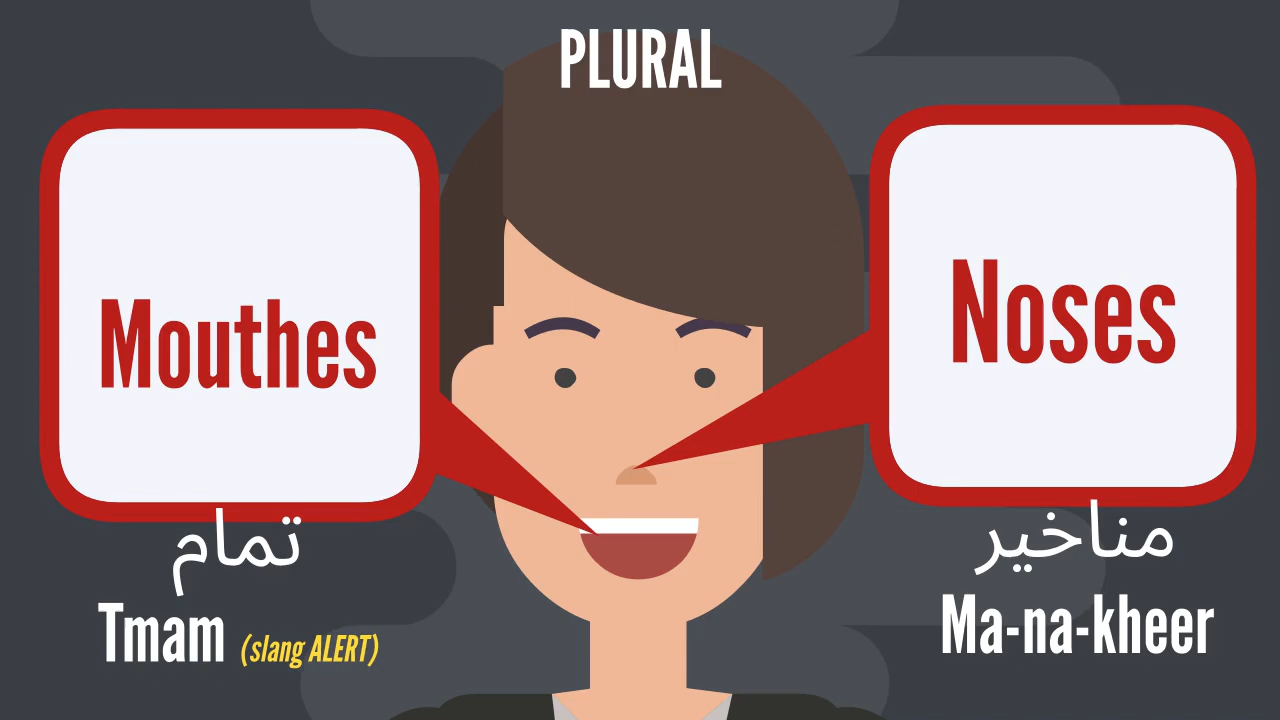 PLURAL
Mouthes
تمام
Tmam (slang ALERT)
Noses
مناخير
Ma-na-kheer